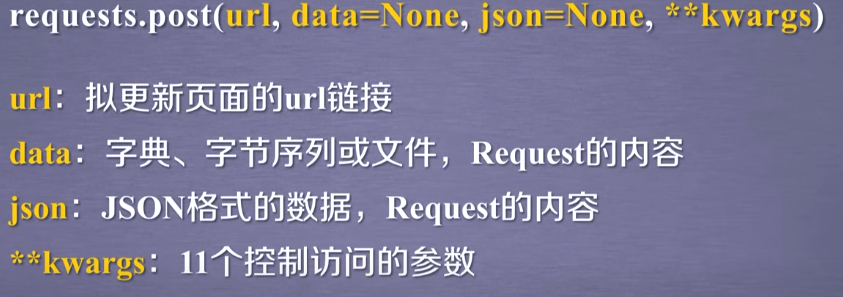 requests.post(url, data=None, json=None, **kwargs)
url：拟更新页面的url链接
data：字典、字节序列或文件，Request的内容
json：JSON格式的数据，Request的内容
**kwargs：11个控制访问的参数